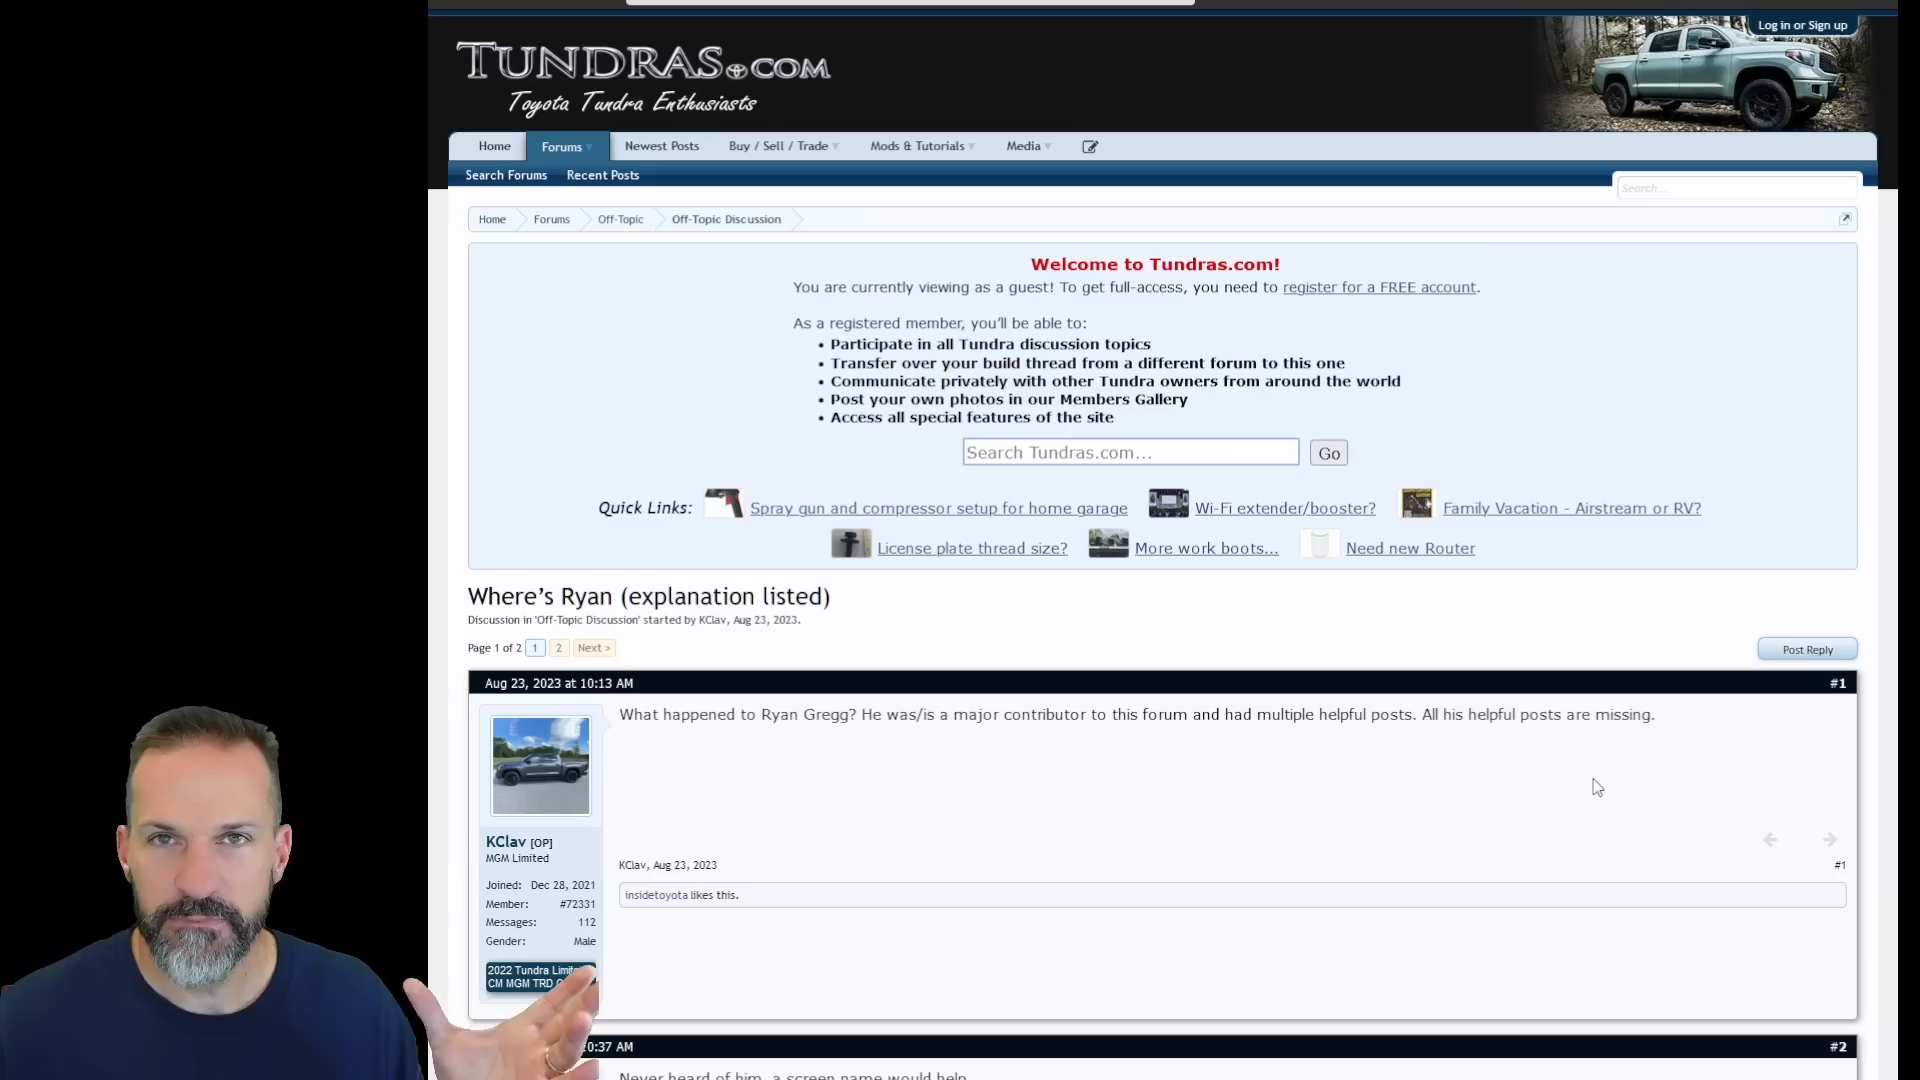 Log in or Sign up
TUNDRAS.COM
Toyota Tundra Enthusiasts
Home Forums Newest Posts Buy / Sell / Trade Mods & Tutorials Media
Search Forums Recent Posts
Search...
Home Forums Off-Topic Off-Topic Discussion
Welcome to Tundras.com!
You are currently viewing as a guest! To get full-access, you need to register for a FREE account.
As a registered member, you'll be able to:
• Participate in all Tundra discussion topics
• Transfer over your build thread from a different forum to this one
• Communicate privately with other Tundra owners from around the world
• Post your own photos in our Members Gallery
• Access all special features of the site
Search Tundras.com... Go
Quick Links: Spray gun and compressor setup for home garage Wi-Fi extender/booster? Family Vacation - Airstream or RV?
License plate thread size? More work boots... Need new Router
Where's Ryan (explanation listed)
Discussion in 'Off-Topic Discussion' started by KClav, Aug 23, 2023.
Page 1 of 2 1 2 Next >
Post Reply
Aug 23, 2023 at 10:13 AM #1
What happened to Ryan Gregg? He was/is a major contributor to this forum and had multiple helpful posts. All his helpful posts are missing.
KClav [OP]
MGM Limited
Joined: Dec 28, 2021
Member: #72331
Messages: 112
Gender: Male
2022 Tundra
CM MGM TRD
KClav, Aug 23, 2023 #1
insidetoyota likes this.
0:37 AM #2
Never heard of him, a screen name would help.